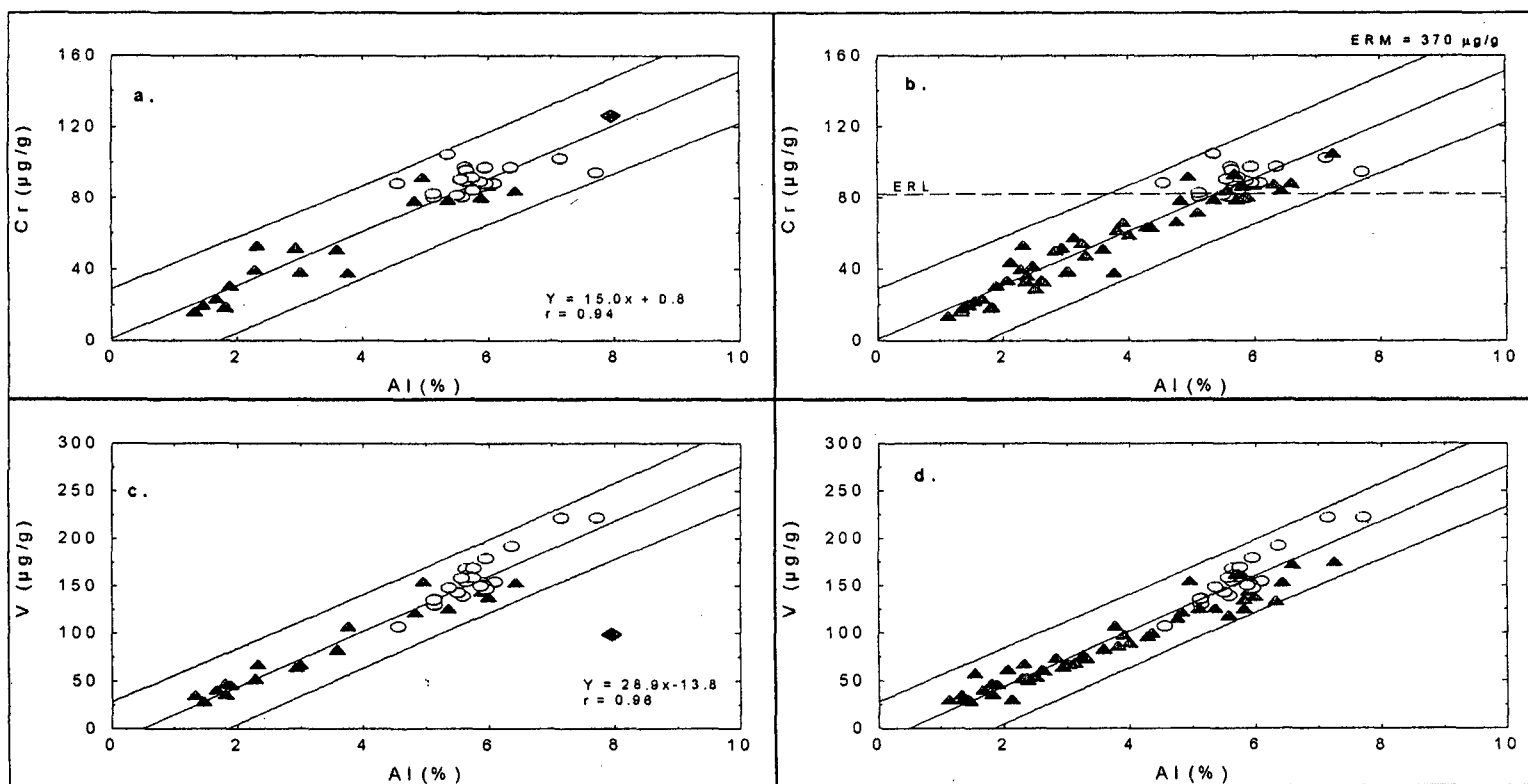 a.
Cr (µg/g)
160
120
80
40
0
Y = 15.0x + 0.8
r = 0.94
0 2 4 6 8 10
Al (%)
ERM = 370 µg/g
b.
Cr (µg/g)
160
120
80
40
0
ERL
0 2 4 6 8 10
Al (%)
c.
V (µg/g)
300
250
200
150
100
50
0
Y = 28.9x-13.8
r = 0.96
0 2 4 6 8 10
Al (%)
d.
V (µg/g)
300
250
200
150
100
50
0
0 2 4 6 8 10
Al (%)